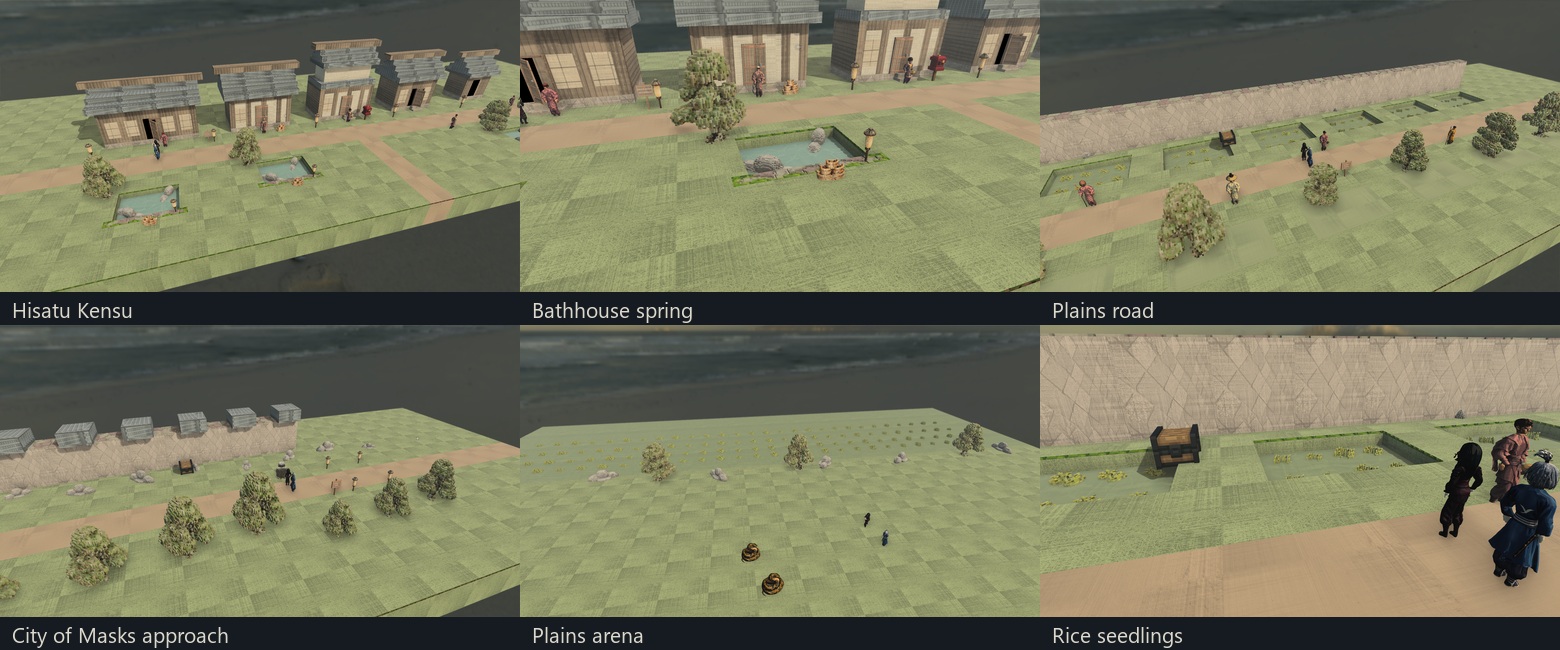 Hisatu Kensu
Bathhouse spring
Plains road
City of Masks approach
Plains arena
Rice seedlings